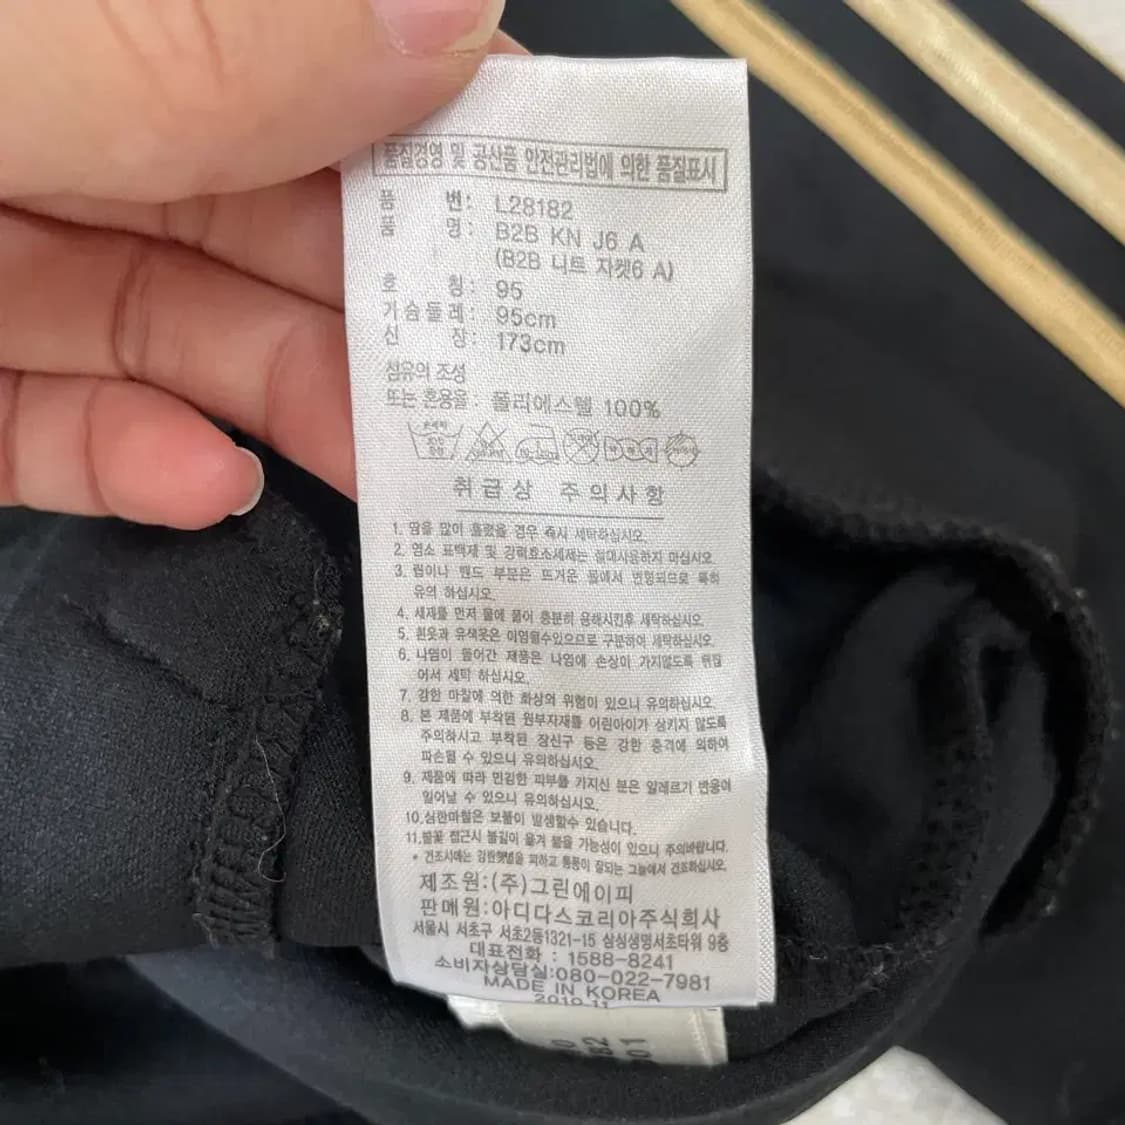 품질경영 및 공산품 안전관리법에 의한 품질표시
품 번: L28182
품 명: B2B KN J6 A
(B2B 니트 자켓6 A)
호 칭: 95
가슴둘레: 95cm
신 장: 173cm
섬유의 조성
또는 혼용율: 폴리에스텔 100%
취급상 주의사항
1. 땀을 많이 흘렸을 경우 즉시 세탁하십시오.
2. 염소 표백제 및 강력효소세제는 절대사용하지 마십시오.
3. 립이나 밴드 부분은 뜨거운 물에서 변형되므로 특히
유의 하십시오.
4. 세제를 먼저 물에 풀어 충분히 용해시킨후 세탁하십시오.
5. 흰옷과 유색옷은 이염될수있으므로 구분하여 세탁하십시오.
6. 나염이 들어간 제품은 나염에 손상이 가지않도록 뒤집
어서 세탁 하십시오.
7. 강한 마찰에 의한 화상의 위험이 있으니 유의하십시오.
8. 본 제품에 부착된 원부자재를 어린아이가 삼키지 않도록
주의하시고 부착된 장신구 등은 강한 충격에 의하여
파손될 수 있으니 유의하십시오.
9. 제품에 따라 민감한 피부를 가지신 분은 알레르기 반응이
일어날 수 있으니 유의하십시오.
10.심한마찰은 보풀이 발생할수 있습니다.
11.불꽃 접근시 불길이 옮겨 붙을 가능성이 있으니 주의바랍니다.
* 건조시에는 강한햇볕을 피하고 통풍이 잘되는 그늘에서 건조하십시오.
제조원:(주)그린에이피
판매원:아디다스코리아주식회사
서울시 서초구 서초2동1321-15 삼성생명서초타워 9층
대표전화 : 1588-8241
소비자상담실:080-022-7981
MADE IN KOREA
2010.11
0
82
01